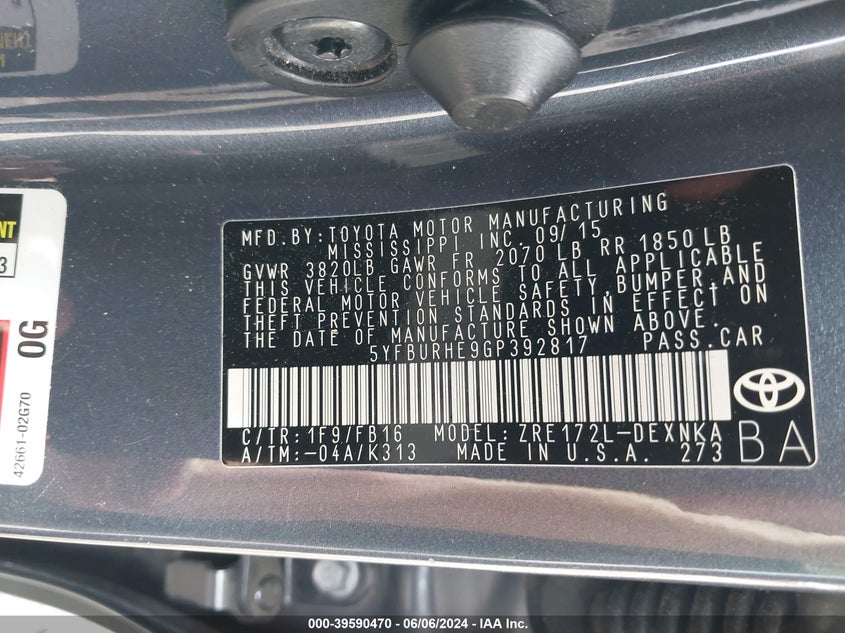 NT
3
0G
42661-02G70
MFD.BY:TOYOTA MOTOR MANUFACTURING
MISSISSIPPI INC. 09/15
GVWR 3820LB GAWR FR 2070 LB RR 1850LB
THIS VEHICLE CONFORMS TO ALL APPLICABLE
FEDERAL MOTOR VEHICLE SAFETY,BUMPER,AND
THEFT PREVENTION STANDARDS IN EFFECT ON
THE DATE OF MANUFACTURE SHOWN ABOVE.
5YFBURHE9GP392817 PASS.CAR
C/TR:1F9/FB16 MODEL:ZRE172L-DEXNKA
A/TM:-04A/K313 MADE IN U.S.A. 273
BA
000-39590470 - 06/06/2024 - IAA Inc.